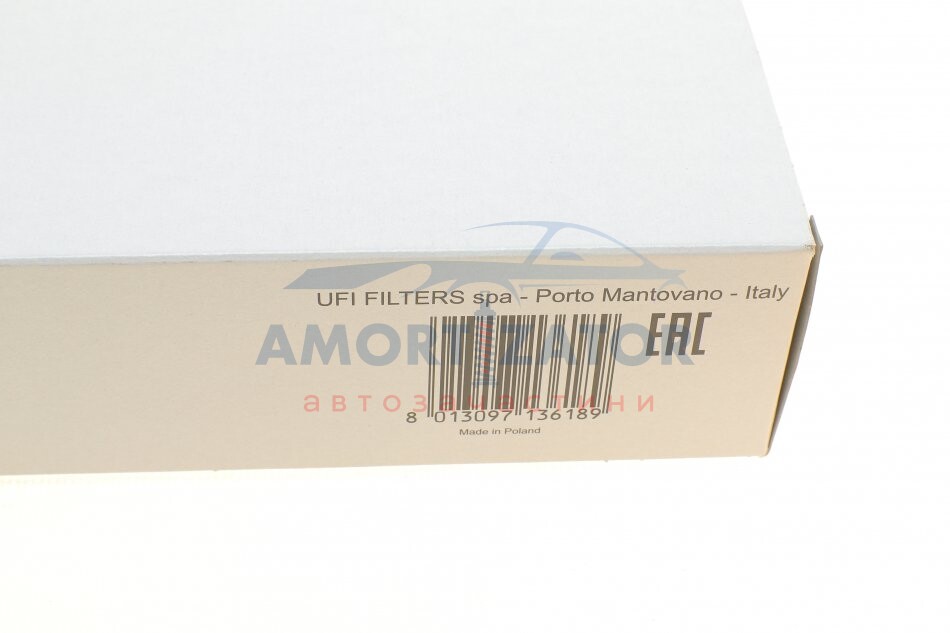 UFI FILTERS spa - Porto Mantovano - Italy
EAC
AMORTIZATOR
автозапчастини
8 013097 136189
Made in Poland